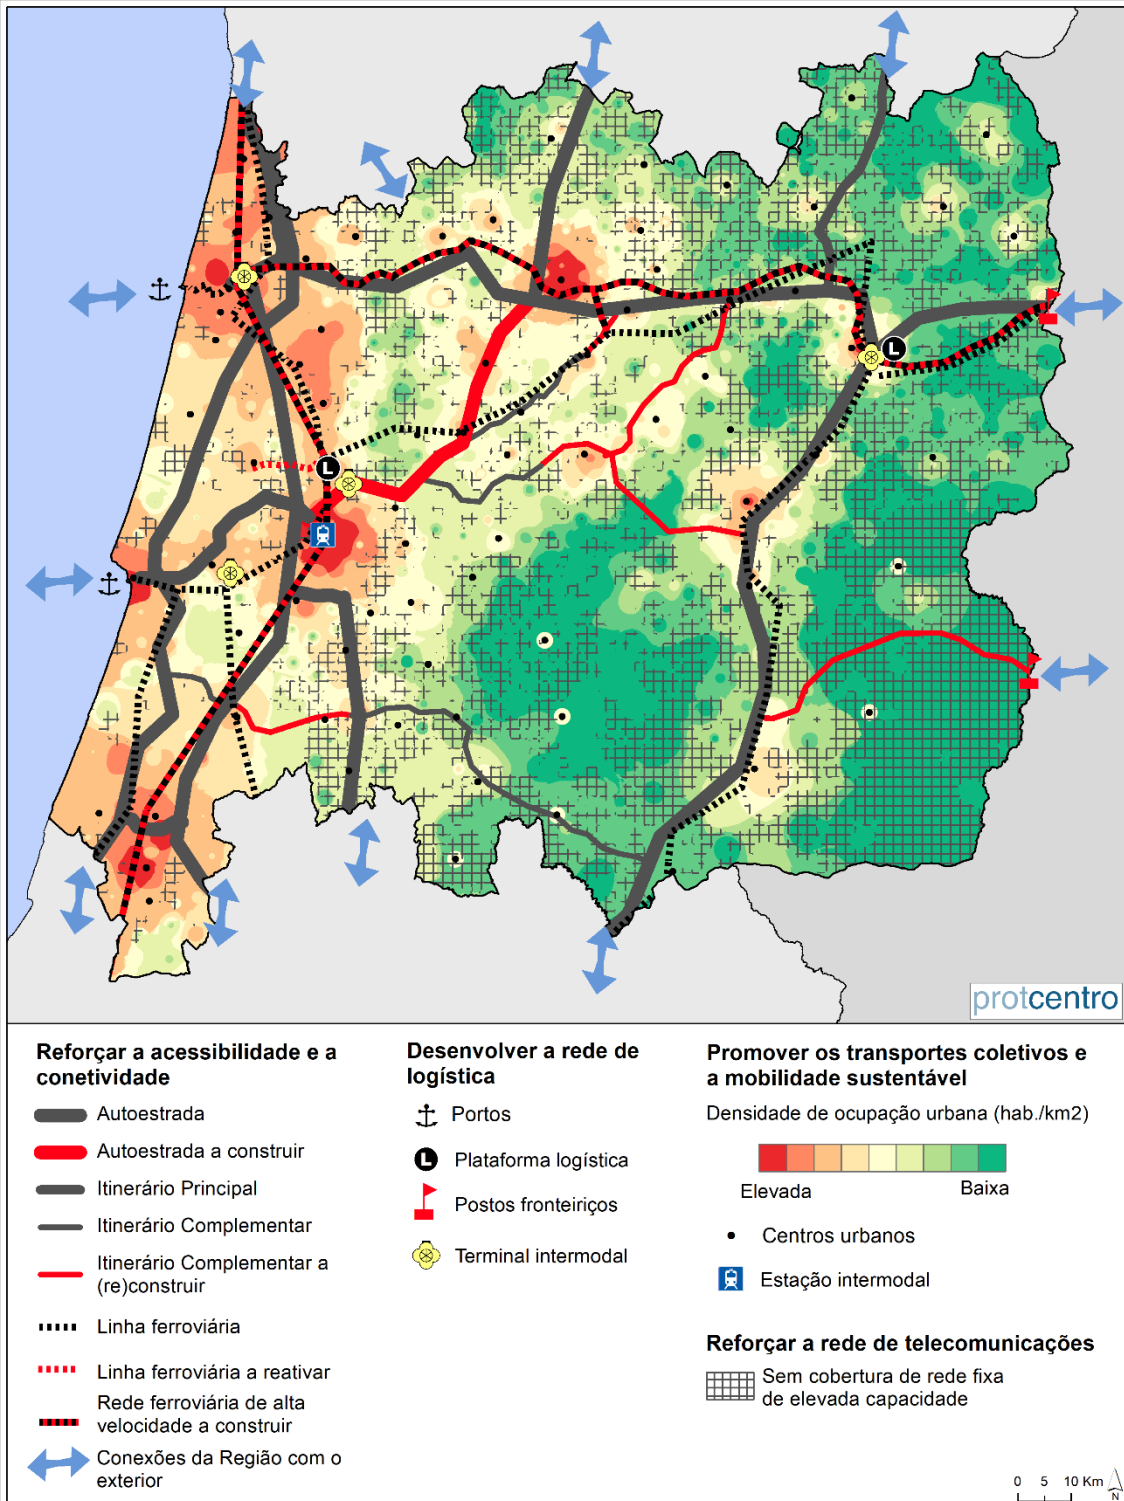 L
L
protcentro
Reforçar a acessibilidade e a
conetividade
Autoestrada
Autoestrada a construir
Itinerário Principal
Itinerário Complementar
Itinerário Complementar a
(re)construir
Linha ferroviária
Linha ferroviária a reativar
Rede ferroviária de alta
velocidade a construir
Conexões da Região com o
exterior
Desenvolver a rede de
logística
Portos
L Plataforma logística
Postos fronteiriços
Terminal intermodal
Promover os transportes coletivos e
a mobilidade sustentável
Densidade de ocupação urbana (hab./km2)
Elevada Baixa
Centros urbanos
Estação intermodal
Reforçar a rede de telecomunicações
Sem cobertura de rede fixa
de elevada capacidade
0 5 10 Km
N